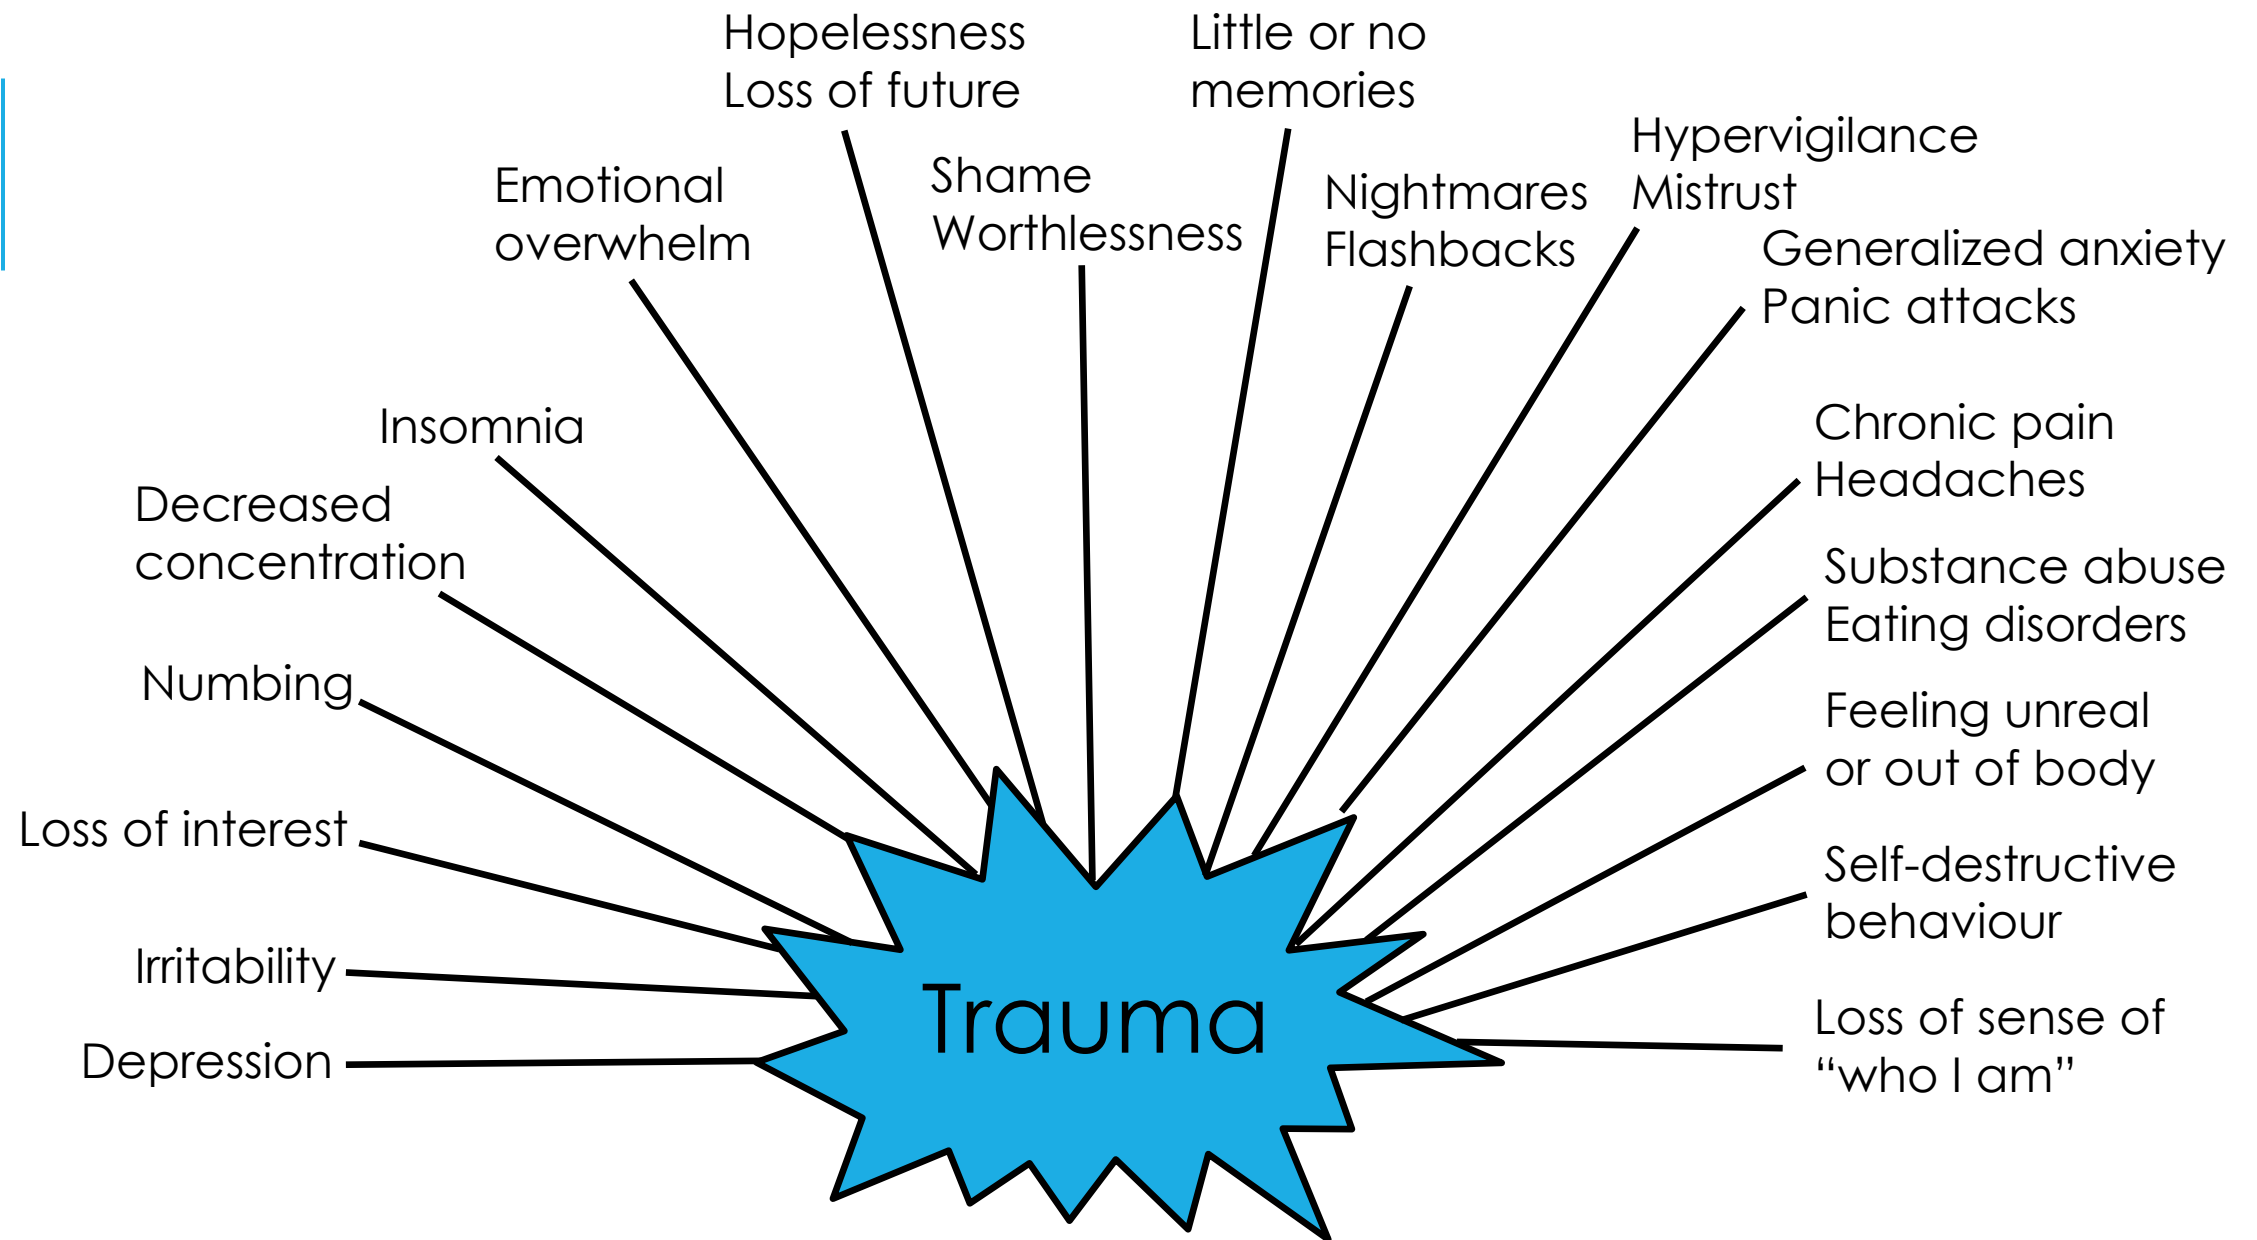 Hopelessness
Loss of future
Little or no
memories
Emotional
overwhelm
Shame
Worthlessness
Nightmares
Flashbacks
Hypervigilance
Mistrust
Generalized anxiety
Panic attacks
Insomnia
Chronic pain
Headaches
Decreased
concentration
Substance abuse
Eating disorders
Numbing
Feeling unreal
or out of body
Loss of interest
Self-destructive
behaviour
Irritability
Trauma
Loss of sense of
“who I am”
Depression